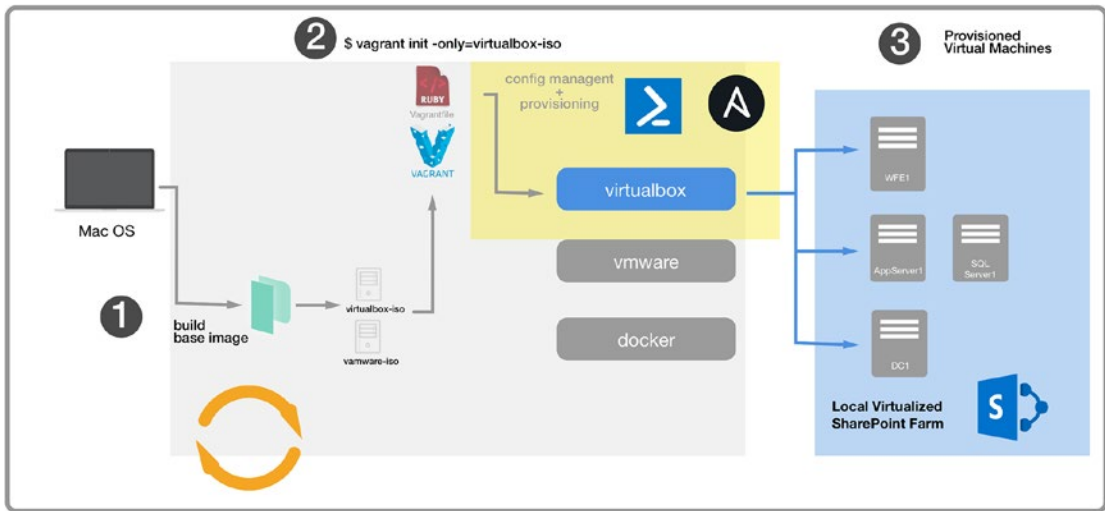 1
2
$ vagrant init -only=virtualbox-iso
3
Provisioned
Virtual Machines
Mac OS
build
base image
virtualbox-iso
vamware-iso
RUBY
Vagrantfile
VAGRANT
config managent
+
provisioning
virtualbox
vmware
docker
WFE1
AppServer1
SQL
Server1
DC1
Local Virtualized
SharePoint Farm
S